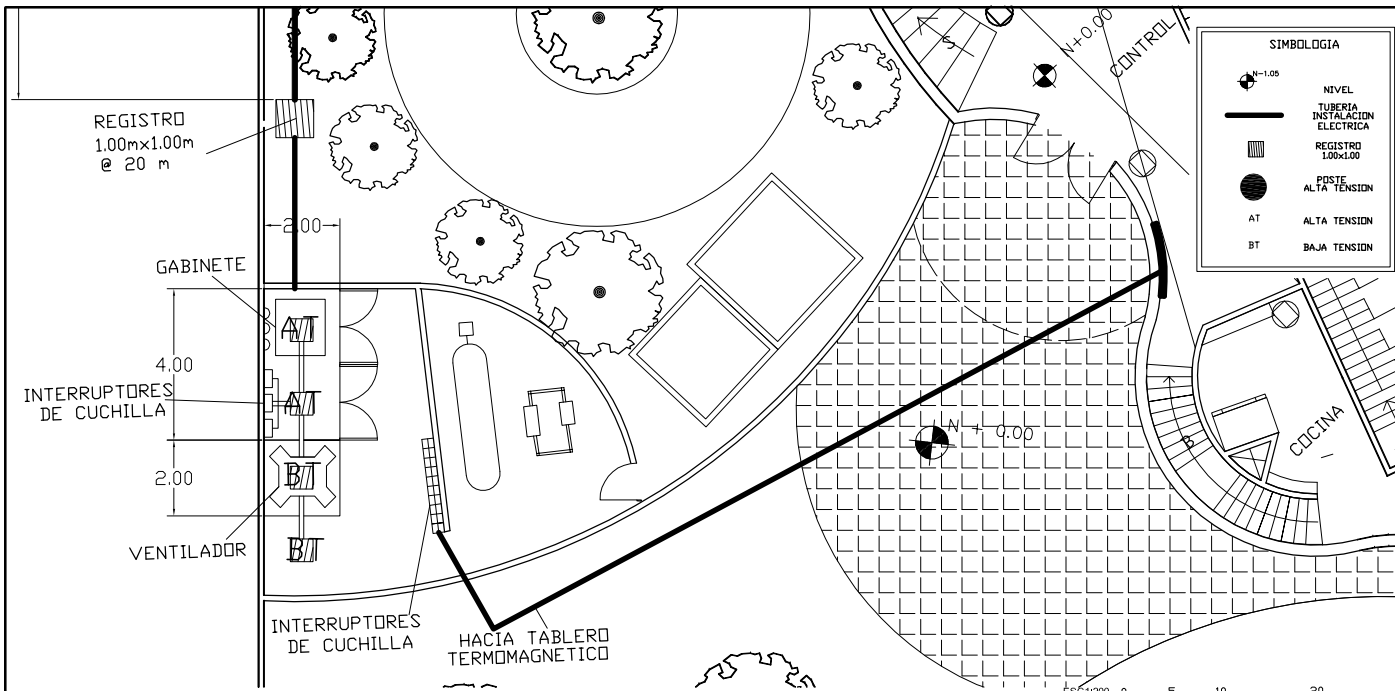 REGISTRO
1.00mx1.00m
@ 20 m
2.00
GABINETE
AT
4.00
INTERRUPTORES
DE CUCHILLA
AT
2.00
BT
VENTILADOR
BT
INTERRUPTORES
DE CUCHILLA
HACIA TABLERO
TERMOMAGNETICO
S
N+0.00
CONTROL
N + 0.00
B
COCINA
SIMBOLOGIA
N-1.05
NIVEL
TUBERIA
INSTALACION
ELECTRICA
REGISTRO
1.00x1.00
POSTE
ALTA TENSION
AT ALTA TENSION
BT BAJA TENSION